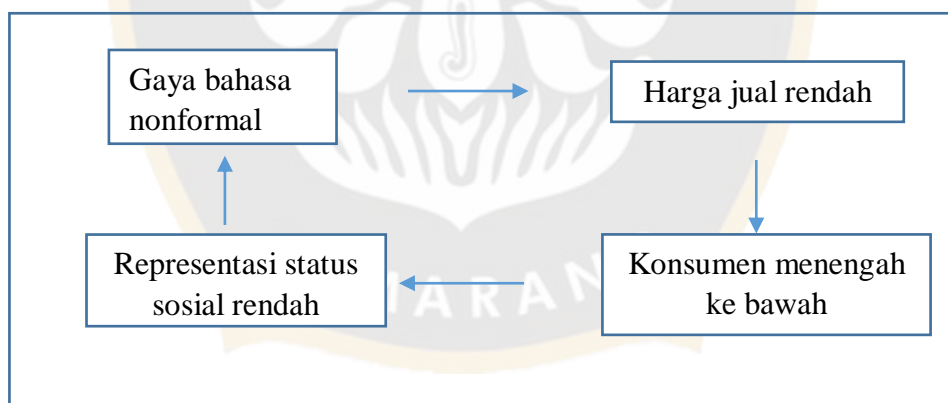 Gaya bahasa
nonformal
Harga jual rendah
Representasi status
sosial rendah
Konsumen menengah
ke bawah